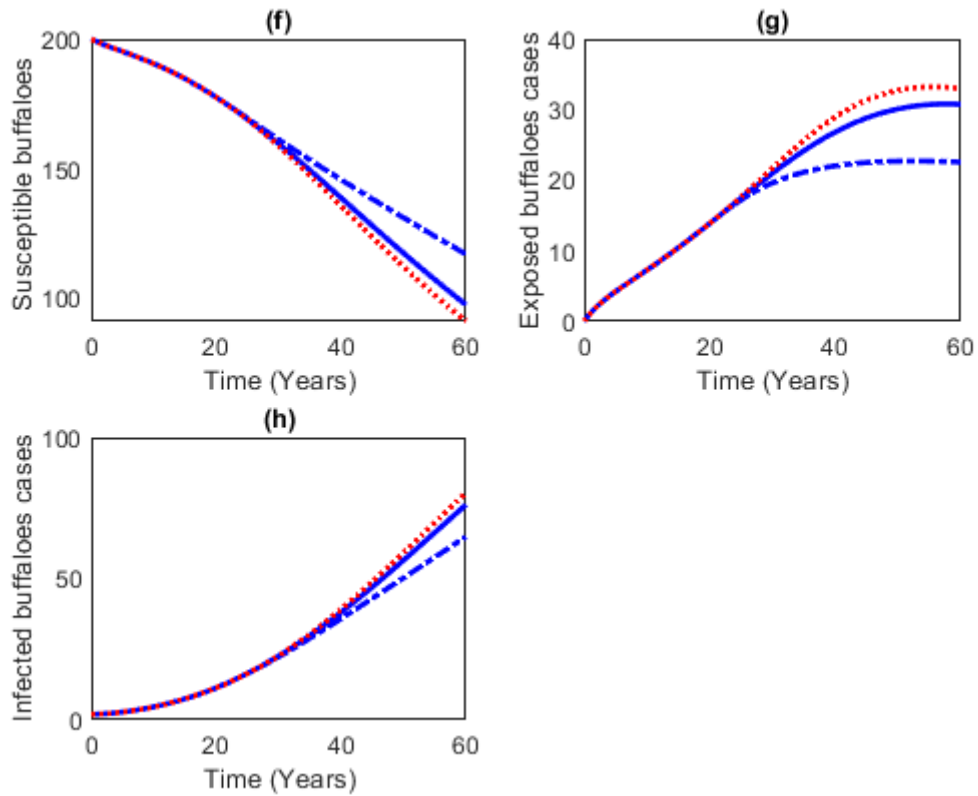 (f)
Susceptible buffaloes
200
150
100
0
20
40
60
Time (Years)
(g)
Exposed buffaloes cases
40
30
20
10
0
0
20
40
60
Time (Years)
(h)
Infected buffaloes cases
100
50
0
0
20
40
60
Time (Years)